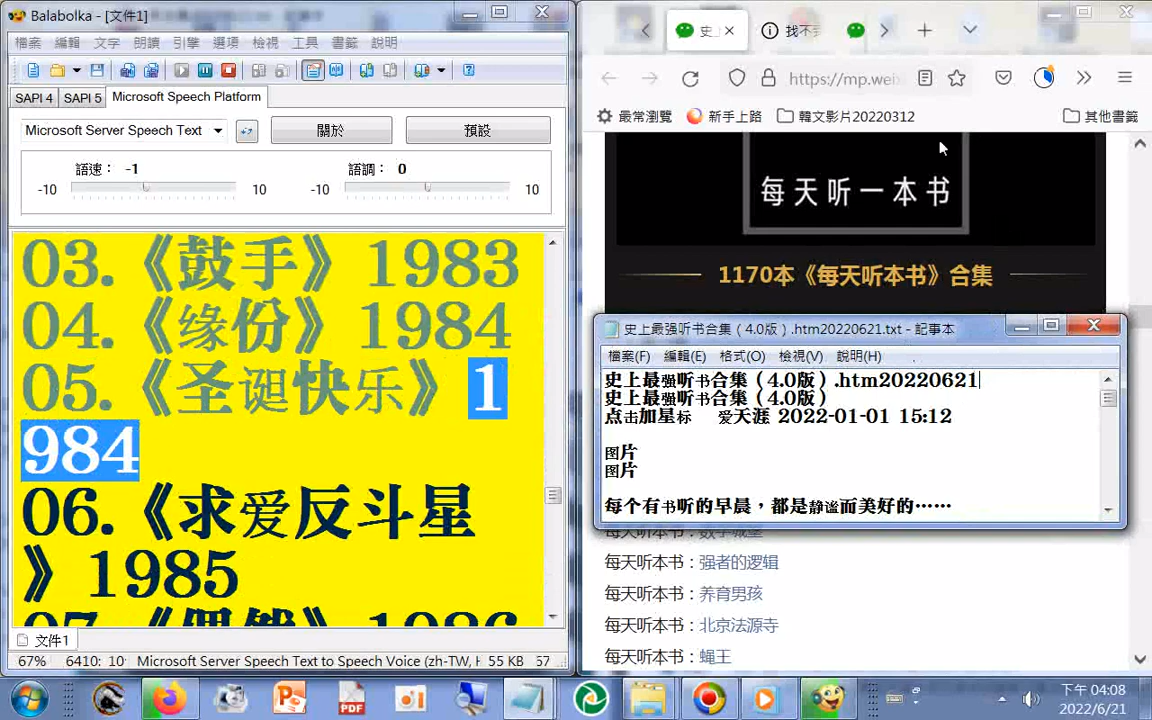 Balabolka - [文件1]
檔案 編輯 文字 朗讀 引擎 選項 檢視 工具 書籤 說明
SAPI 4 SAPI 5 Microsoft Speech Platform
Microsoft Server Speech Text 關於 預設
語速： -1 語調： 0
-10 10 -10 10
03.《鼓手》1983
04.《缘份》1984
05.《圣诞快乐》1
984
06.《求爱反斗星
》1985
文件1
67% 6410: 10 Microsoft Server Speech Text to Speech Voice (zh-TW, H 55 KB 57
史 找不
https://mp.wei
最常瀏覽 新手上路 韓文影片20220312 其他書籤
每天听一本书
1170本《每天听本书》合集
史上最强听书合集（4.0版）.htm20220621.txt - 記事本
檔案(F) 編輯(E) 格式(O) 檢視(V) 說明(H)
史上最强听书合集（4.0版）.htm20220621
史上最强听书合集（4.0版）
点击加星标 爱天涯 2022-01-01 15:12
图片
图片
每个有书听的早晨，都是静谧而美好的……
每天听本书：强者的逻辑
每天听本书：养育男孩
每天听本书：北京法源寺
每天听本书：蝇王
PDF
下午 04:08
2022/6/21